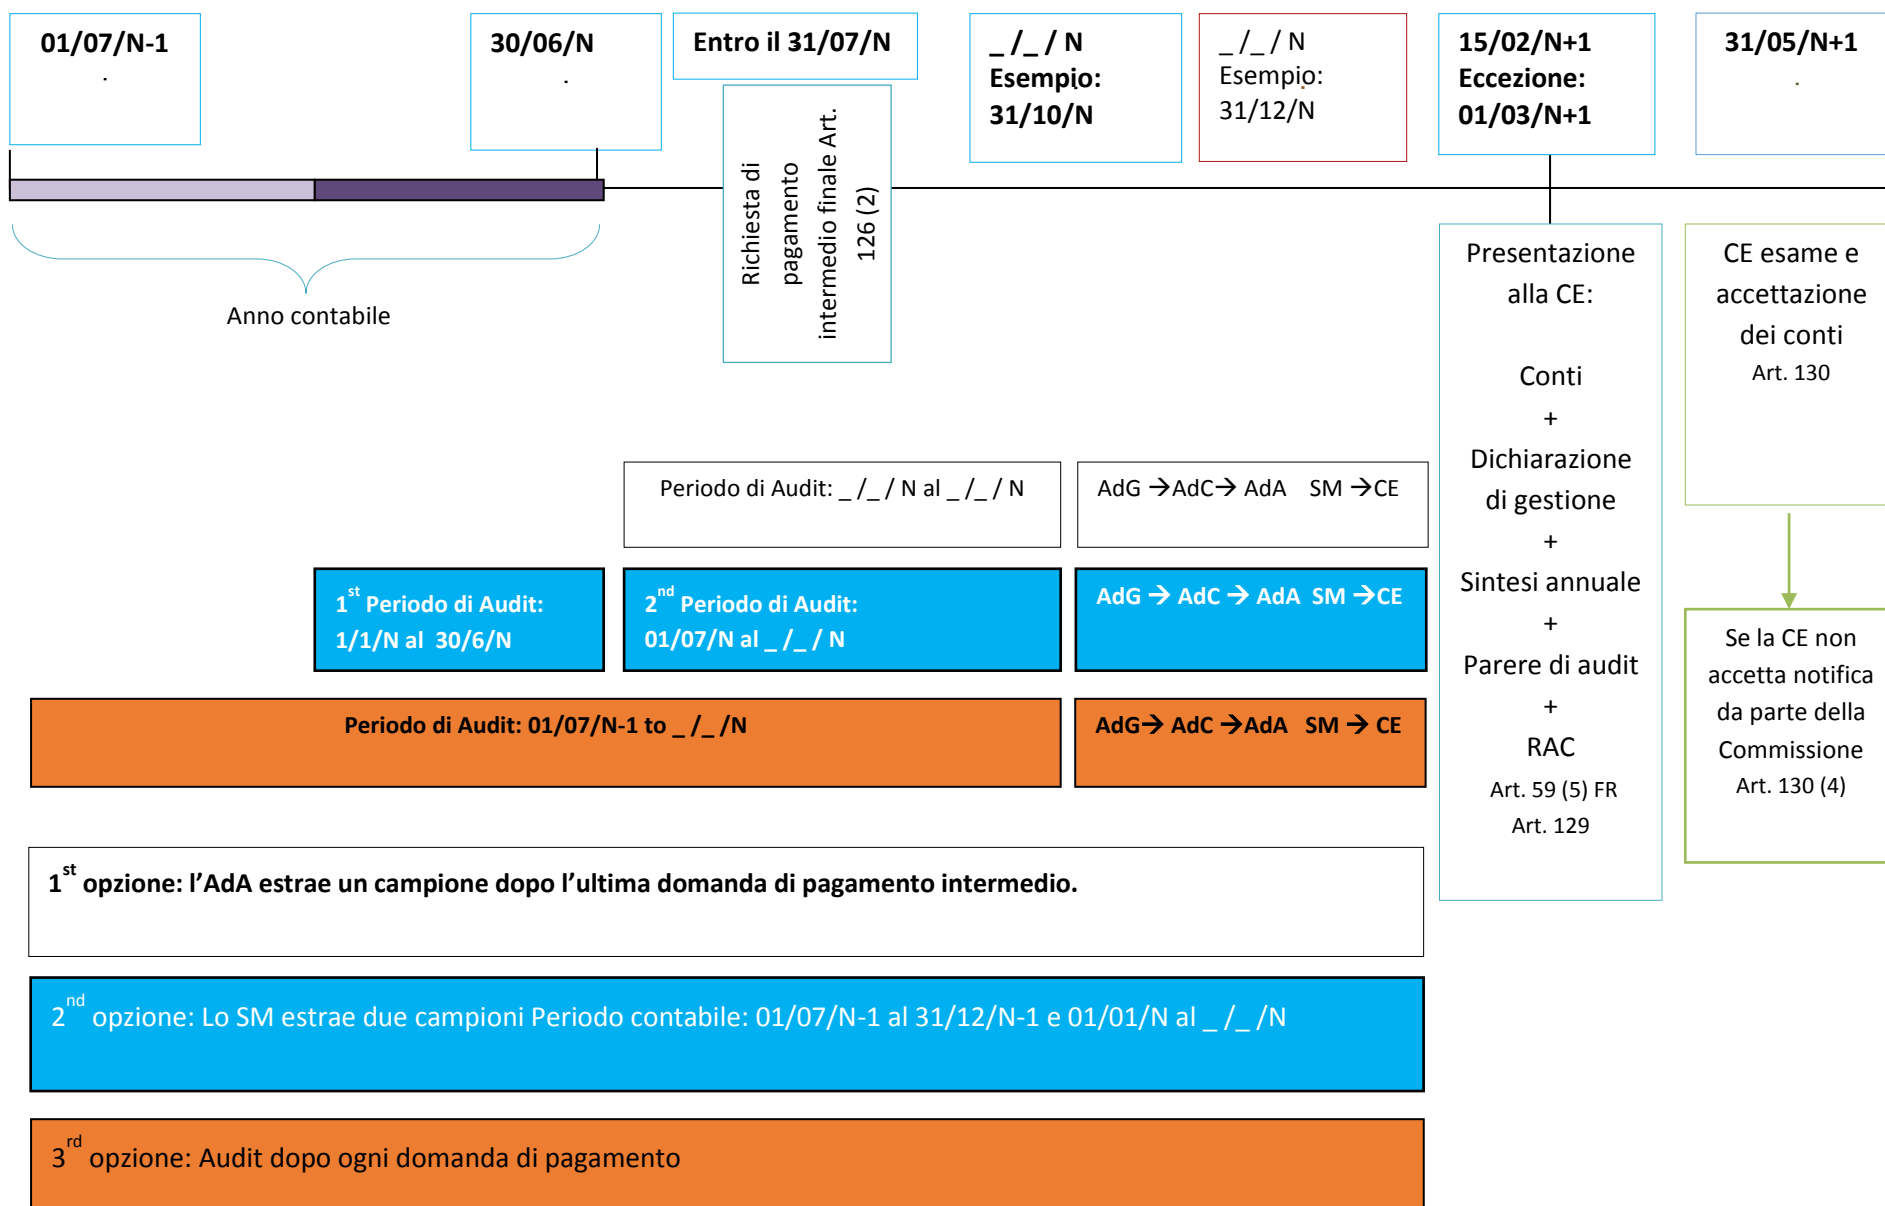 01/07/N-1
.
30/06/N
.
Entro il 31/07/N
_ /_ / N
Esempio:
31/10/N
_ /_ / N
Esempio:
31/12/N
15/02/N+1
Eccezione:
01/03/N+1
31/05/N+1
.
Richiesta di
pagamento
intermedio finale Art.
126 (2)
Anno contabile
Presentazione
alla CE:
Conti
+
Dichiarazione
di gestione
+
Sintesi annuale
+
Parere di audit
+
RAC
Art. 59 (5) FR
Art. 129
CE esame e
accettazione
dei conti
Art. 130
Se la CE non
accetta notifica
da parte della
Commissione
Art. 130 (4)
Periodo di Audit: _ /_ / N al _ /_ / N
AdG →AdC→ AdA SM →CE
1st Periodo di Audit:
1/1/N al 30/6/N
2nd Periodo di Audit:
01/07/N al _ /_ / N
AdG → AdC → AdA SM →CE
Periodo di Audit: 01/07/N-1 to _ /_ /N
AdG→ AdC →AdA SM → CE
1st opzione: l’AdA estrae un campione dopo l’ultima domanda di pagamento intermedio.
2nd opzione: Lo SM estrae due campioni Periodo contabile: 01/07/N-1 al 31/12/N-1 e 01/01/N al _ /_ /N
3rd opzione: Audit dopo ogni domanda di pagamento